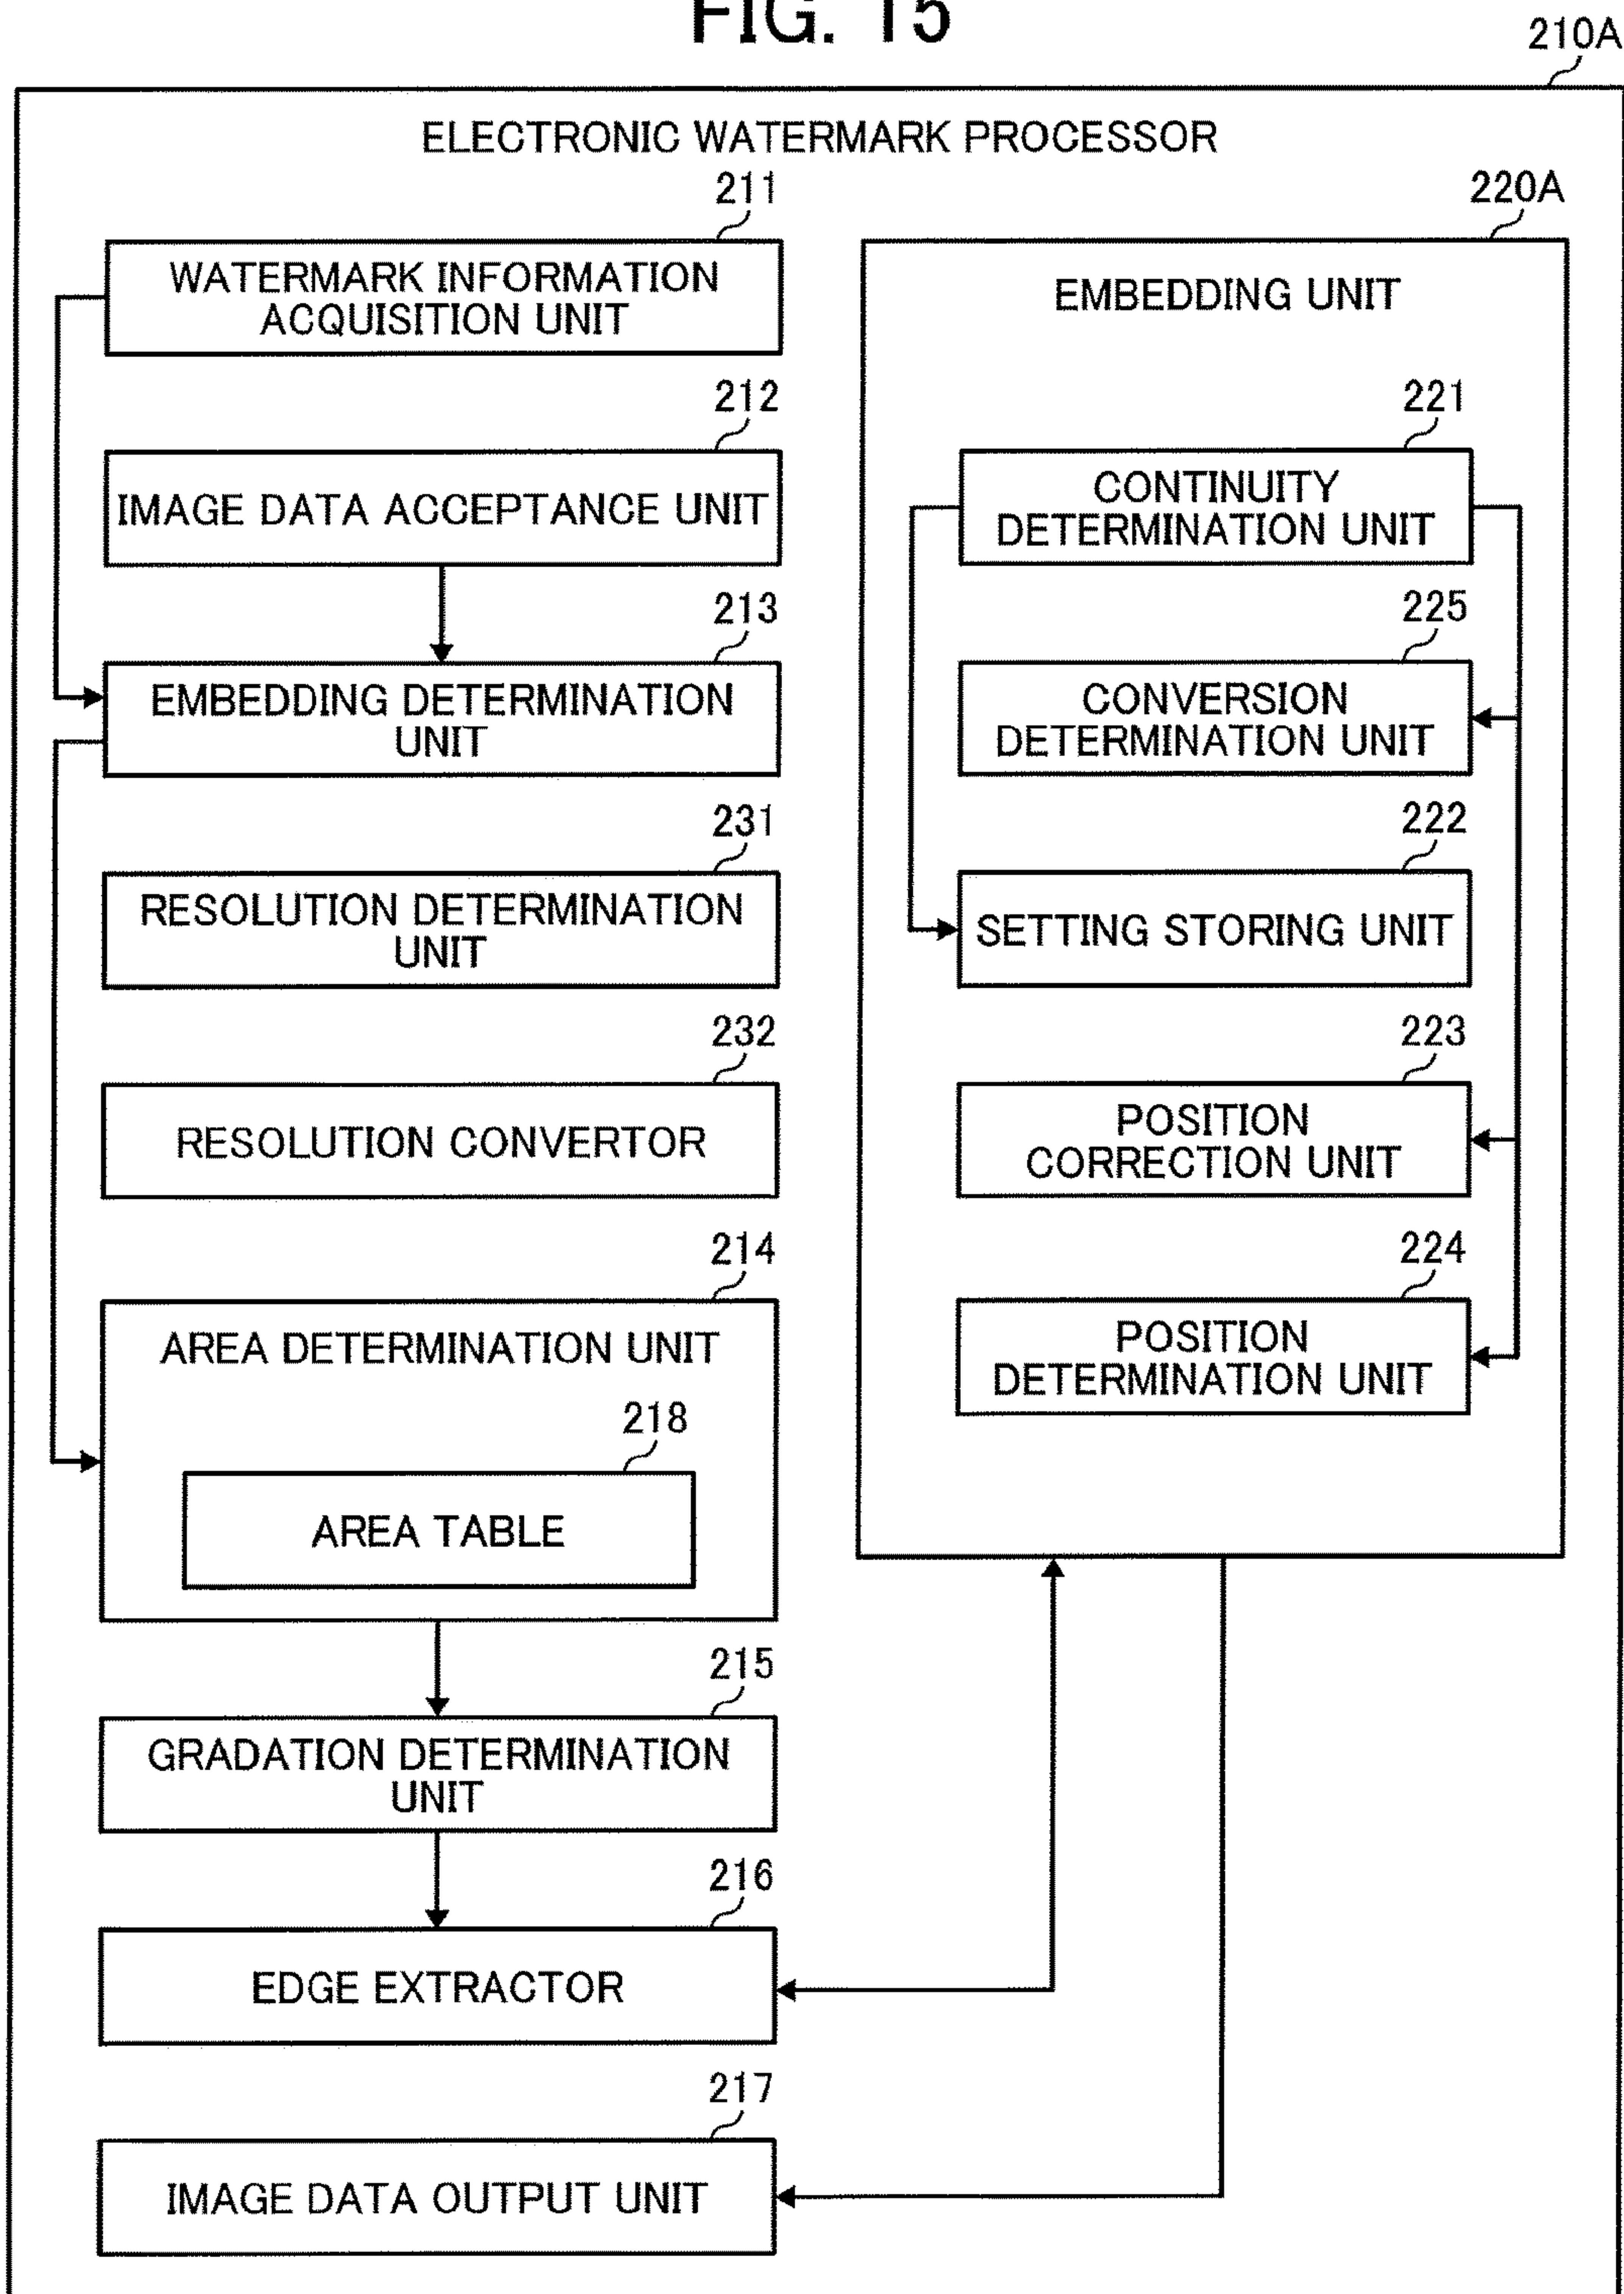 FIG. 15
210A
ELECTRONIC WATERMARK PROCESSOR
211
WATERMARK INFORMATION
ACQUISITION UNIT
212
IMAGE DATA ACCEPTANCE UNIT
213
EMBEDDING DETERMINATION
UNIT
231
RESOLUTION DETERMINATION
UNIT
232
RESOLUTION CONVERTOR
214
AREA DETERMINATION UNIT
218
AREA TABLE
215
GRADATION DETERMINATION
UNIT
216
EDGE EXTRACTOR
217
IMAGE DATA OUTPUT UNIT
220A
EMBEDDING UNIT
221
CONTINUITY
DETERMINATION UNIT
225
CONVERSION
DETERMINATION UNIT
222
SETTING STORING UNIT
223
POSITION
CORRECTION UNIT
224
POSITION
DETERMINATION UNIT